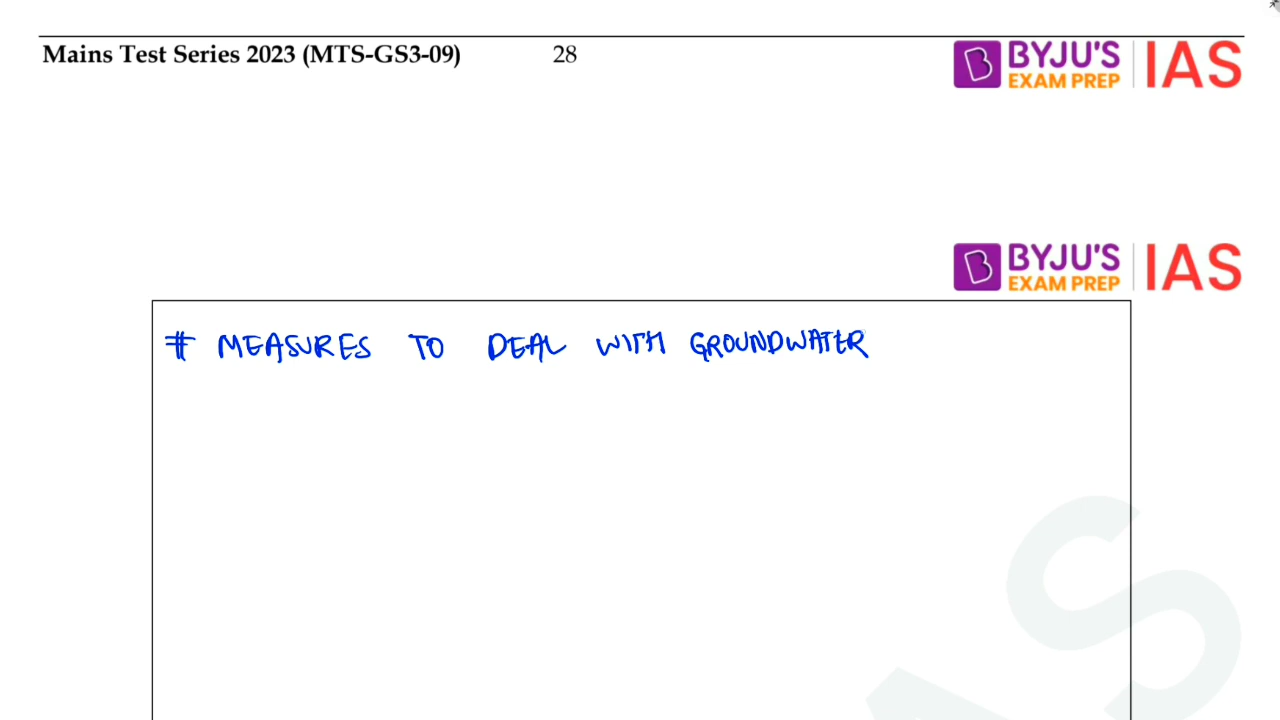 Mains Test Series 2023 (MTS-GS3-09) 28 BYJU'S EXAM PREP IAS
BYJU'S EXAM PREP IAS
# MEASURES TO DEAL WITH GROUNDWATER
AS